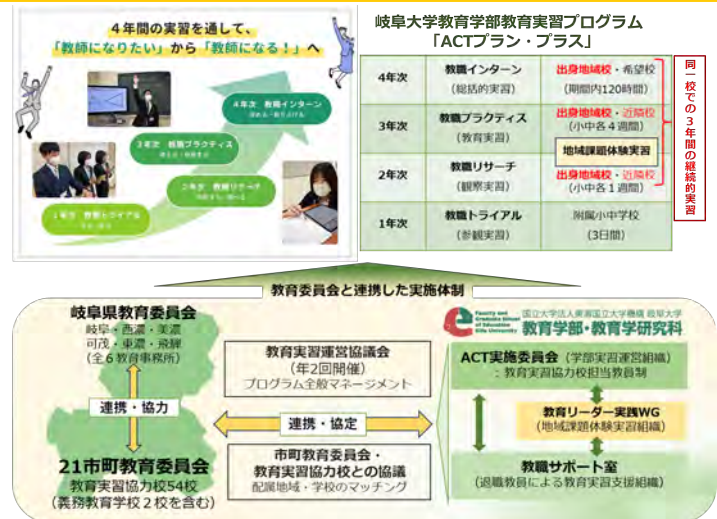 4年間の実習を通して、
「教師になりたい」から「教師になる！」へ
4年次 教職インターン
3年次 教職プラクティス
2年次 教職リサーチ
1年次 教職トライアル
岐阜大学教育学部教育実習プログラム
「ACTプラン・プラス」
4年次
教職インターン
(総括的実習)
出身地域校・希望校
(期間内120時間)
3年次
教職プラクティス
(教育実習)
出身地域校・近隣校
(小中各4週間)
地域課題体験実習
2年次
教職リサーチ
(観察実習)
出身地域校・近隣校
(小中各1週間)
1年次
教職トライアル
(参観実習)
附属小中学校
(3日間)
同一校での3年間の継続的実習
教育委員会と連携した実施体制
岐阜県教育委員会
岐阜・西濃・美濃
可茂・東濃・飛騨
(全6教育事務所)
連携・協力
21市町教育委員会
教育実習協力校54校
(義務教育学校2校を含む)
教育実習運営協議会
(年2回開催)
プログラム全般マネージメント
連携・協定
市町教育委員会・
教育実習協力校との協議
配属地域・学校のマッチング
Faculty and
Graduate School
of Education
Gifu University
国立大学法人東海国立大学機構 岐阜大学
教育学部・教育学研究科
ACT実施委員会（学部実習運営組織）
：教育実習協力校担当教員制
教育リーダー実践WG
(地域課題体験実習組織)
教職サポート室
(退職教員による教育実習支援組織)